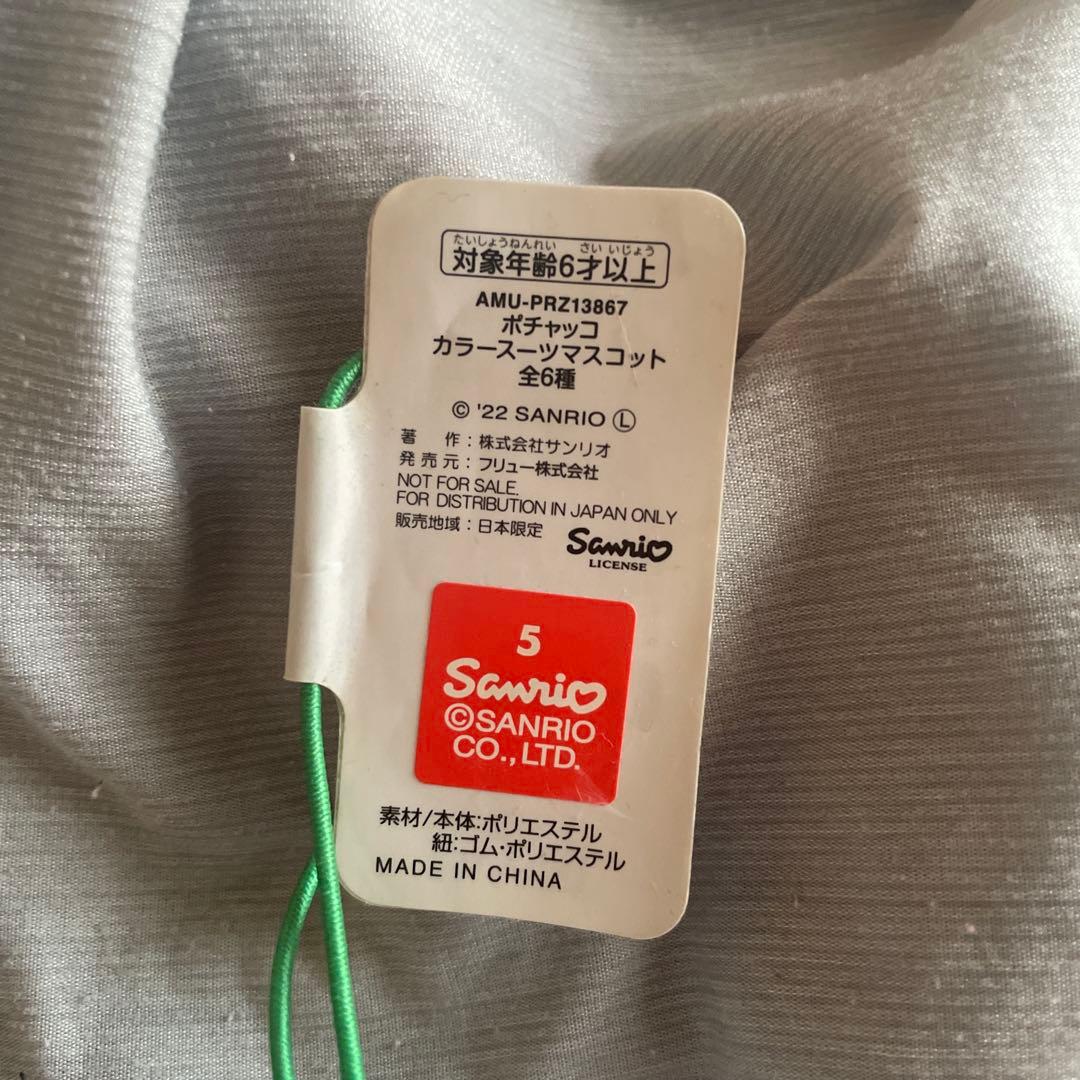 たいしょうねんれい さい いじょう
対象年齢6才以上
AMU-PRZ13867
ポチャッコ
カラースーツマスコット
全6種
© '22 SANRIO Ⓛ
著 作：株式会社サンリオ
発売元：フリュー株式会社
NOT FOR SALE.
FOR DISTRIBUTION IN JAPAN ONLY
販売地域：日本限定
Sanrio
LICENSE
5
Sanrio
©SANRIO
CO.,LTD.
素材/本体:ポリエステル
紐:ゴム・ポリエステル
MADE IN CHINA